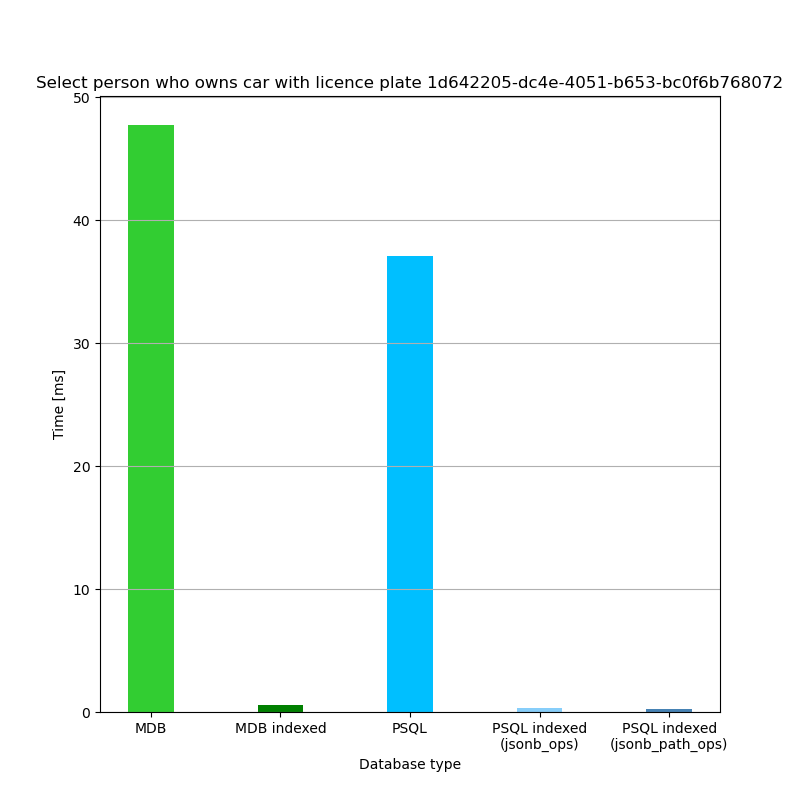 Select person who owns car with licence plate 1d642205-dc4e-4051-b653-bc0f6b768072
50
40
30
20
10
0
Time [ms]
MDB
MDB indexed
PSQL
PSQL indexed
(jsonb_ops)
PSQL indexed
(jsonb_path_ops)
Database type